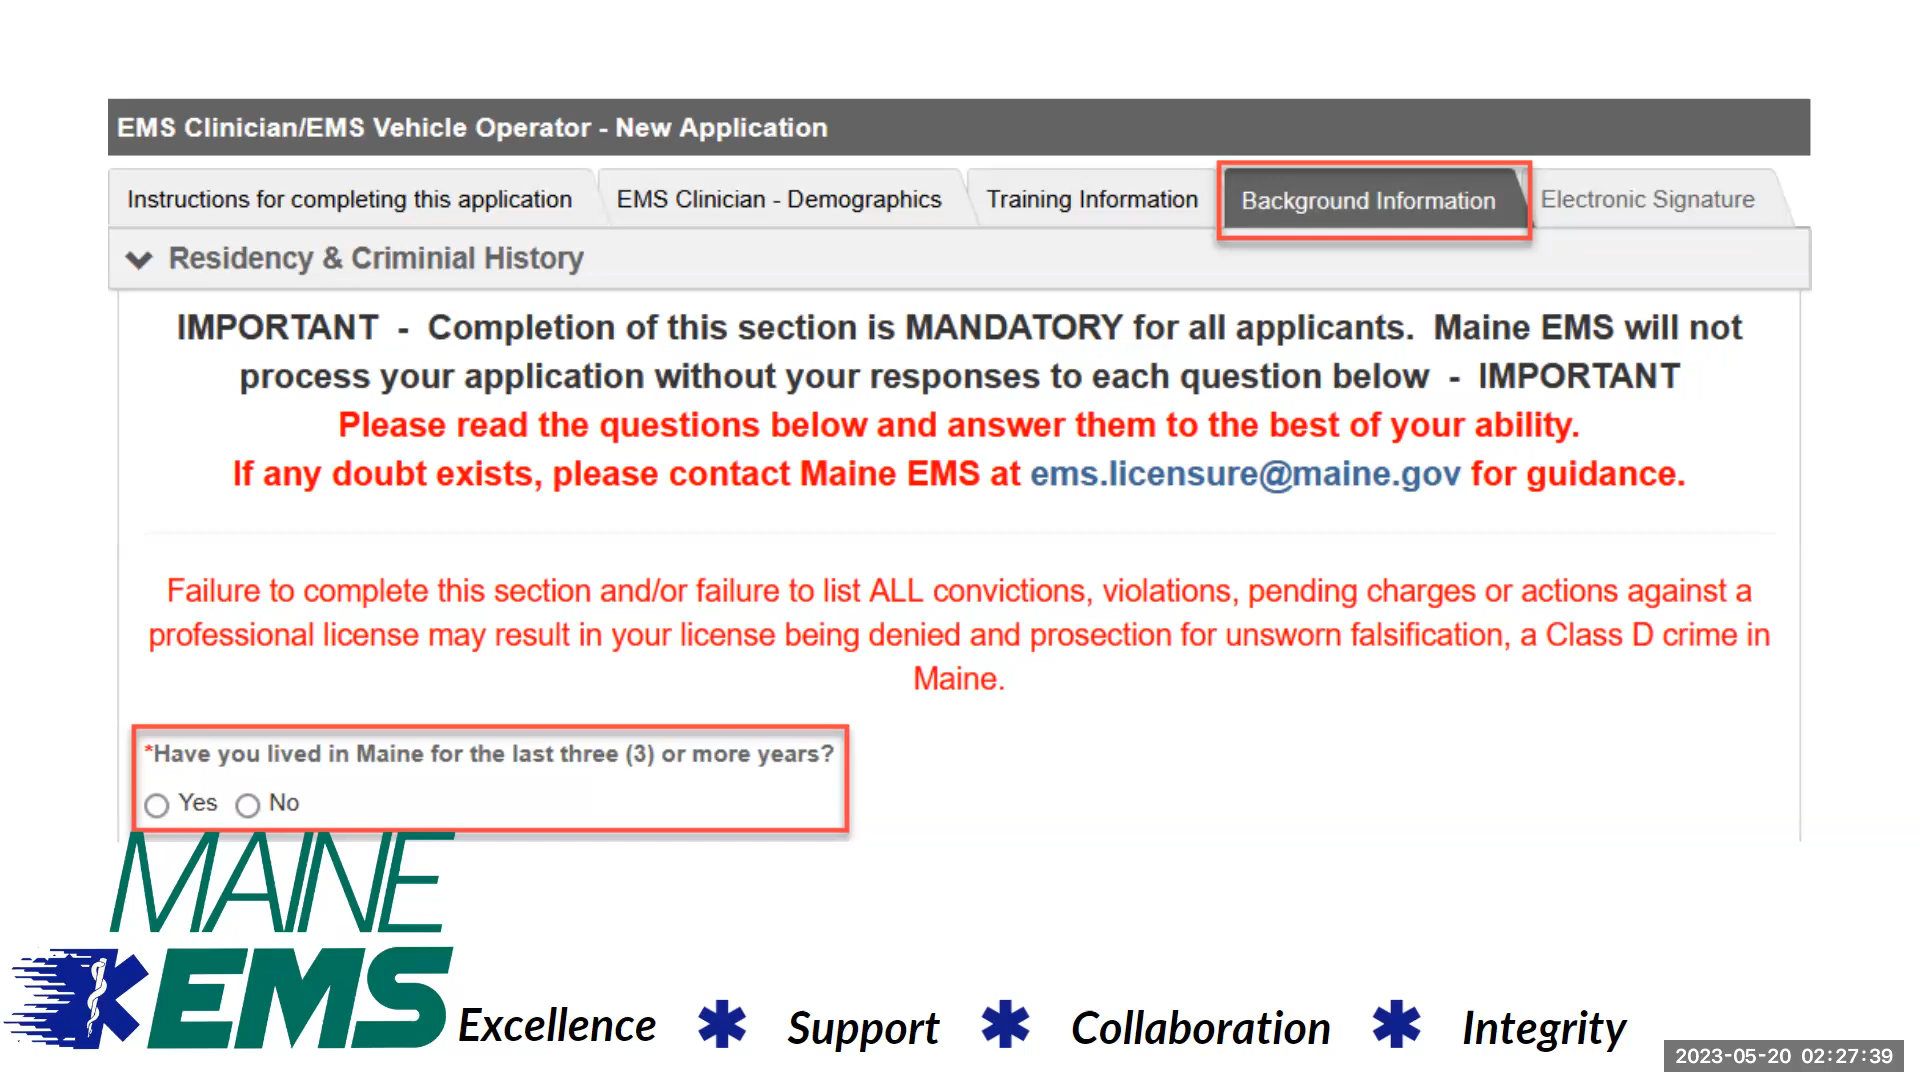 EMS Clinician/EMS Vehicle Operator - New Application
Instructions for completing this application EMS Clinician - Demographics Training Information Background Information Electronic Signature
Residency & Criminial History
IMPORTANT - Completion of this section is MANDATORY for all applicants. Maine EMS will not
process your application without your responses to each question below - IMPORTANT
Please read the questions below and answer them to the best of your ability.
If any doubt exists, please contact Maine EMS at ems.licensure@maine.gov for guidance.
Failure to complete this section and/or failure to list ALL convictions, violations, pending charges or actions against a
professional license may result in your license being denied and prosection for unsworn falsification, a Class D crime in
Maine.
*Have you lived in Maine for the last three (3) or more years?
Yes No
MAINE
EMS
Excellence Support Collaboration Integrity
2023-05-20 02:27:39